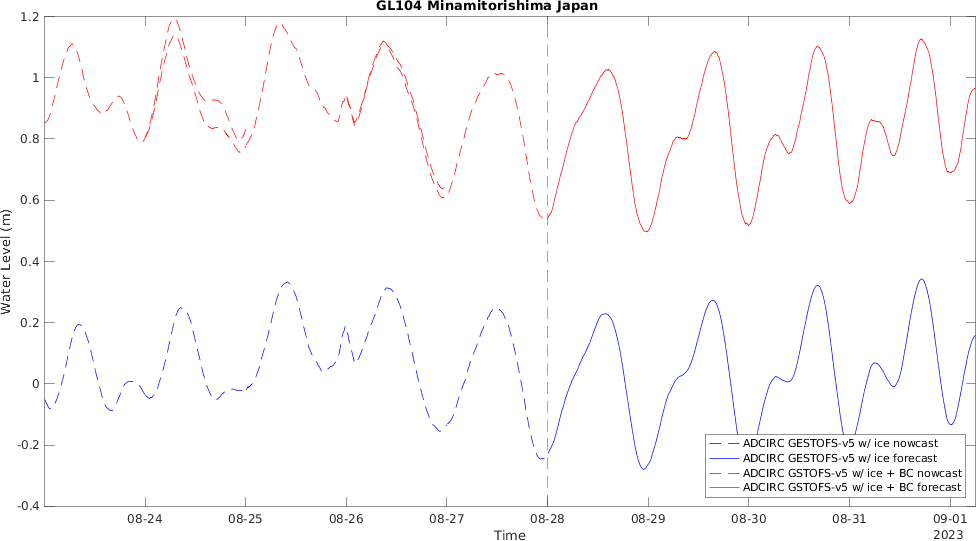 GL104 Minamitorishima Japan
1.2
1
0.8
0.6
0.4
0.2
0
-0.2
-0.4
Water Level (m)
ADCIRC GESTOFS-v5 w/ ice nowcast
ADCIRC GESTOFS-v5 w/ ice forecast
ADCIRC GSTOFS-v5 w/ ice + BC nowcast
ADCIRC GSTOFS-v5 w/ ice + BC forecast
08-24 08-25 08-26 08-27 08-28 08-29 08-30 08-31 09-01
Time 2023